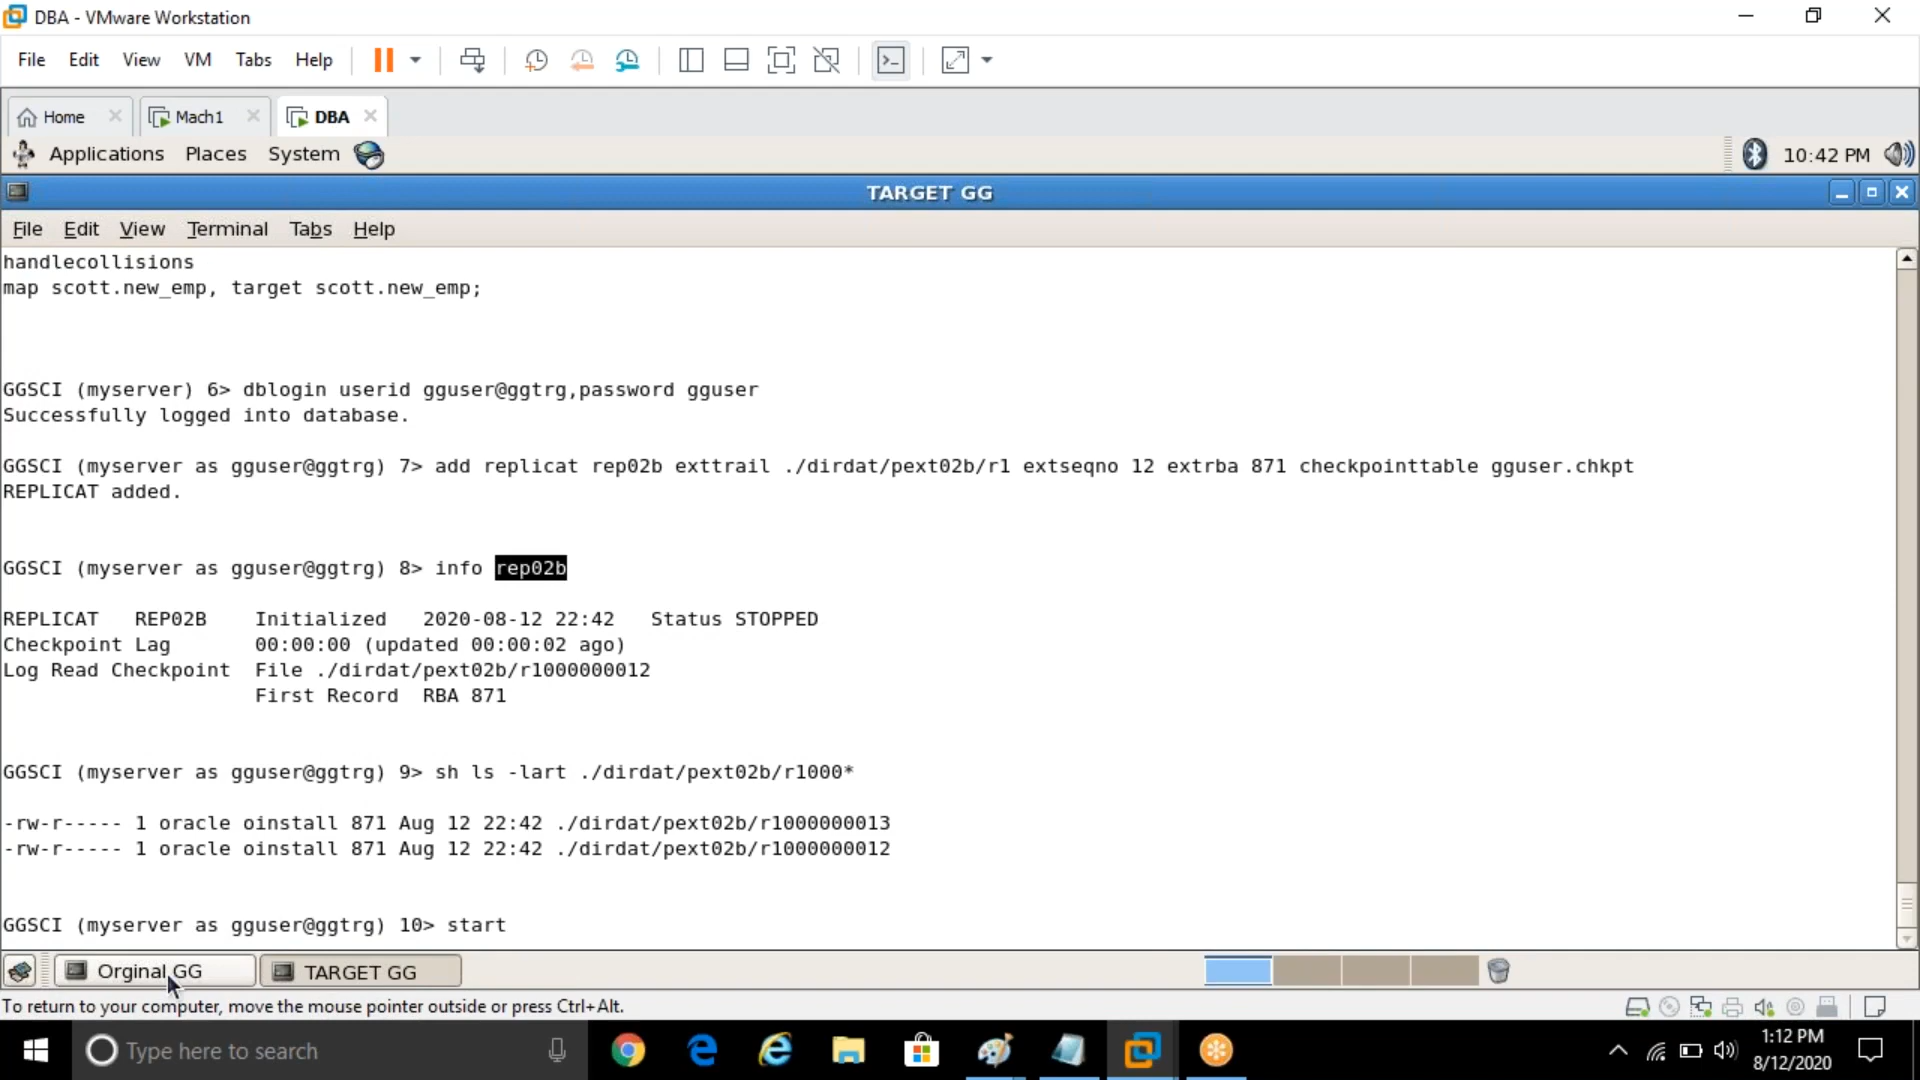 DBA - VMware Workstation
File Edit View VM Tabs Help
Home Mach1 DBA
Applications Places System 10:42 PM
TARGET GG
File Edit View Terminal Tabs Help
handlecollisions
map scott.new_emp, target scott.new_emp;
GGSCI (myserver) 6> dblogin userid gguser@ggtrg,password gguser
Successfully logged into database.
GGSCI (myserver as gguser@ggtrg) 7> add replicat rep02b exttrail ./dirdat/pext02b/r1 extseqno 12 extrba 871 checkpointtable gguser.chkpt
REPLICAT added.
GGSCI (myserver as gguser@ggtrg) 8> info rep02b
REPLICAT   REP02B    Initialized   2020-08-12 22:42   Status STOPPED
Checkpoint Lag       00:00:00 (updated 00:00:02 ago)
Log Read Checkpoint  File ./dirdat/pext02b/r1000000012
First Record  RBA 871
GGSCI (myserver as gguser@ggtrg) 9> sh ls -lart ./dirdat/pext02b/r1000*
-rw-r----- 1 oracle oinstall 871 Aug 12 22:42 ./dirdat/pext02b/r1000000013
-rw-r----- 1 oracle oinstall 871 Aug 12 22:42 ./dirdat/pext02b/r1000000012
GGSCI (myserver as gguser@ggtrg) 10> start
Orginal GG TARGET GG
To return to your computer, move the mouse pointer outside or press Ctrl+Alt.
Type here to search
1:12 PM
8/12/2020